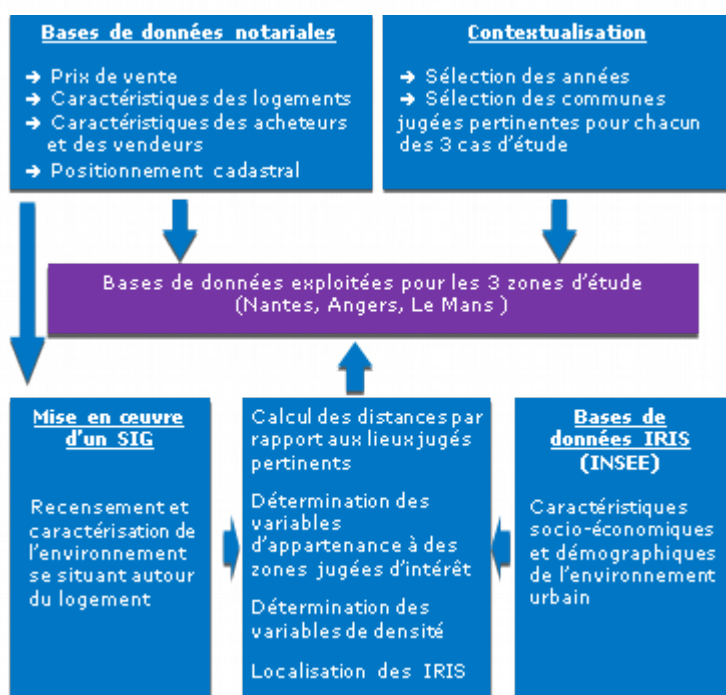 Bases de données notariales
→ Prix de vente
→ Caractéristiques des logements
→ Caractéristiques des acheteurs
et des vendeurs
→ Positionnement cadastral
Contextualisation
→ Sélection des années
→ Sélection des communes
jugées pertinentes pour chacun
des 3 cas d'étude
Bases de données exploitées pour les 3 zones d'étude
(Nantes, Angers, Le Mans )
Mise en œuvre
d'un SIG
Recensement et
caractérisation de
l'environnement
se situant autour
du logement
Calcul des distances par
rapport aux lieux jugés
pertinents
Détermination des
variables
d'appartenance à des
zones jugées d'intérêt
Détermination des
variables de densité
Localisation des IRIS
Bases de
données IRIS
(INSEE)
Caractéristiques
socio-économiques
et démographiques
de l'environnement
urbain